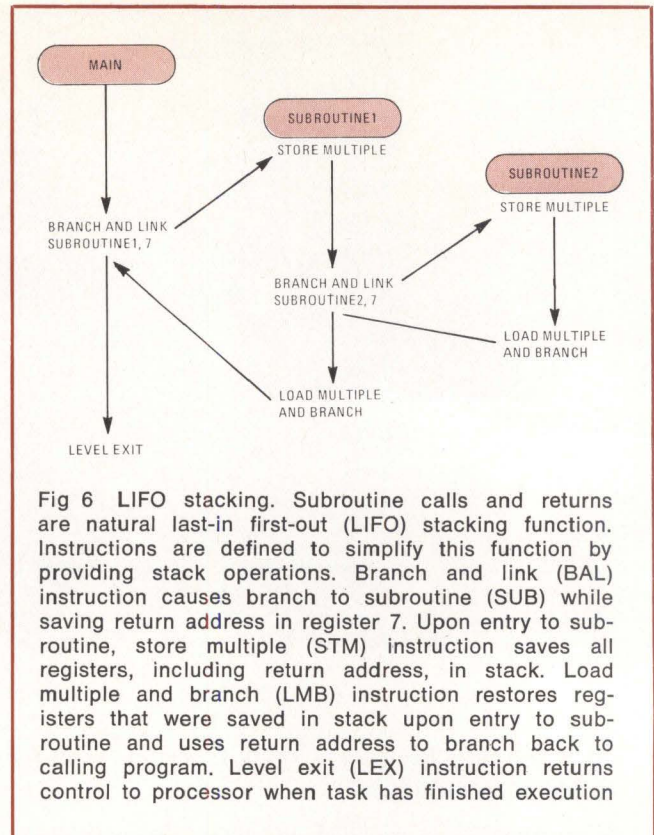 MAIN
SUBROUTINE1
STORE MULTIPLE
SUBROUTINE2
STORE MULTIPLE
BRANCH AND LINK
SUBROUTINE1, 7
BRANCH AND LINK
SUBROUTINE2, 7
LOAD MULTIPLE
AND BRANCH
LOAD MULTIPLE
AND BRANCH
LEVEL EXIT
Fig 6 LIFO stacking. Subroutine calls and returns
are natural last-in first-out (LIFO) stacking function.
Instructions are defined to simplify this function by
providing stack operations. Branch and link (BAL)
instruction causes branch to subroutine (SUB) while
saving return address in register 7. Upon entry to sub-
routine, store multiple (STM) instruction saves all
registers, including return address, in stack. Load
multiple and branch (LMB) instruction restores reg-
isters that were saved in stack upon entry to sub-
routine and uses return address to branch back to
calling program. Level exit (LEX) instruction returns
control to processor when task has finished execution